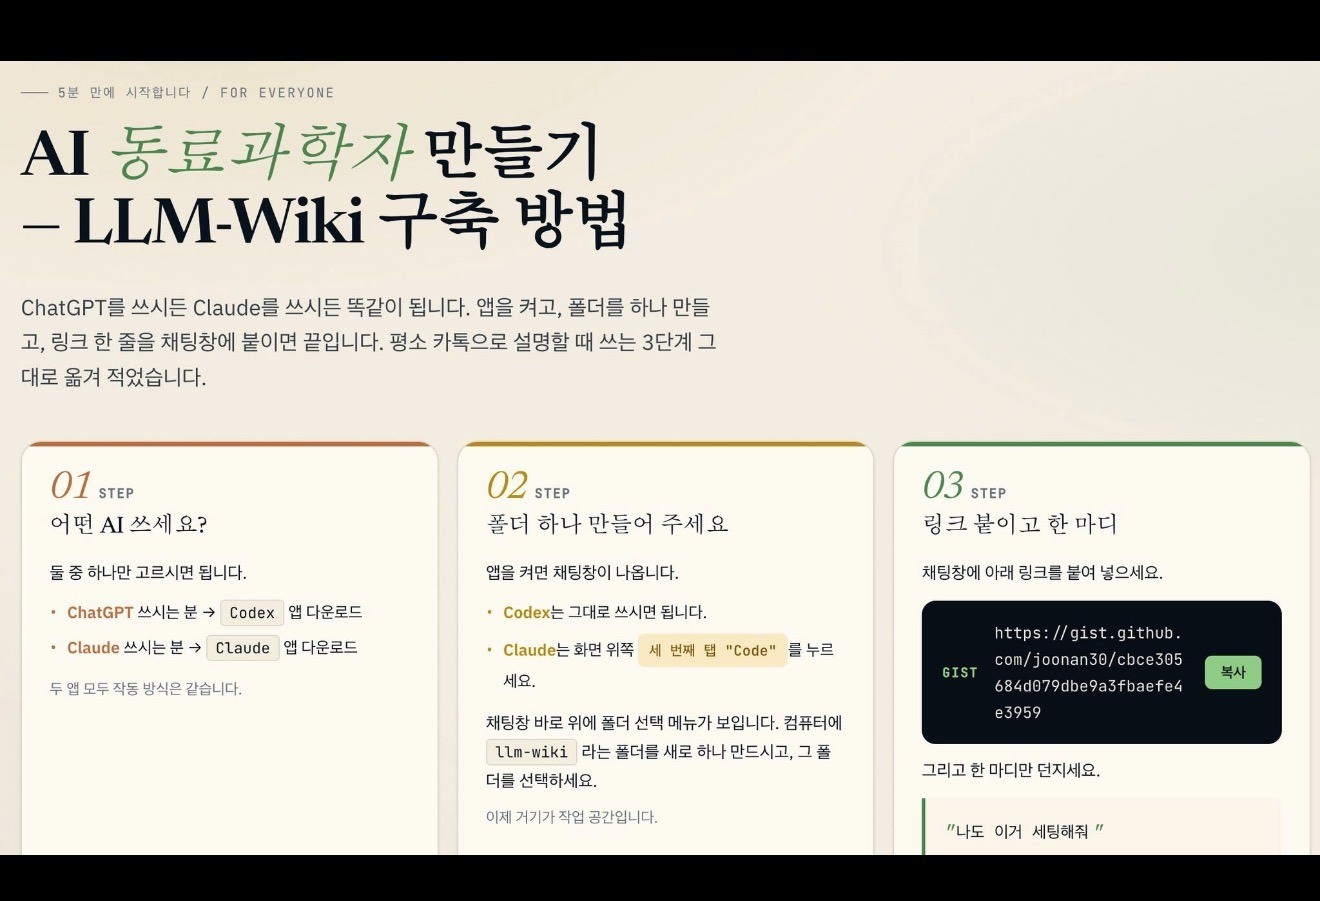 5분 만에 시작합니다 / FOR EVERYONE
AI 동료과학자 만들기
– LLM-Wiki 구축 방법
ChatGPT를 쓰시든 Claude를 쓰시든 똑같이 됩니다. 앱을 켜고, 폴더를 하나 만들
고, 링크 한 줄을 채팅창에 붙이면 끝입니다. 평소 카톡으로 설명할 때 쓰는 3단계 그
대로 옮겨 적었습니다.
01 STEP
어떤 AI 쓰세요?
둘 중 하나만 고르시면 됩니다.
• ChatGPT 쓰시는 분 → Codex 앱 다운로드
• Claude 쓰시는 분 → Claude 앱 다운로드
두 앱 모두 작동 방식은 같습니다.
02 STEP
폴더 하나 만들어 주세요
앱을 켜면 채팅창이 나옵니다.
• Codex는 그대로 쓰시면 됩니다.
• Claude는 화면 위쪽 세 번째 탭 "Code" 를 누르
세요.
채팅창 바로 위에 폴더 선택 메뉴가 보입니다. 컴퓨터에
llm-wiki 라는 폴더를 새로 하나 만드시고, 그 폴
더를 선택하세요.
이제 거기가 작업 공간입니다.
03 STEP
링크 붙이고 한 마디
채팅창에 아래 링크를 붙여 넣으세요.
GIST
https://gist.github.
com/joonan30/cbce305
684d079dbe9a3fbaefe4
e3959
복사
그리고 한 마디만 던지세요.
"나도 이거 세팅해줘 "